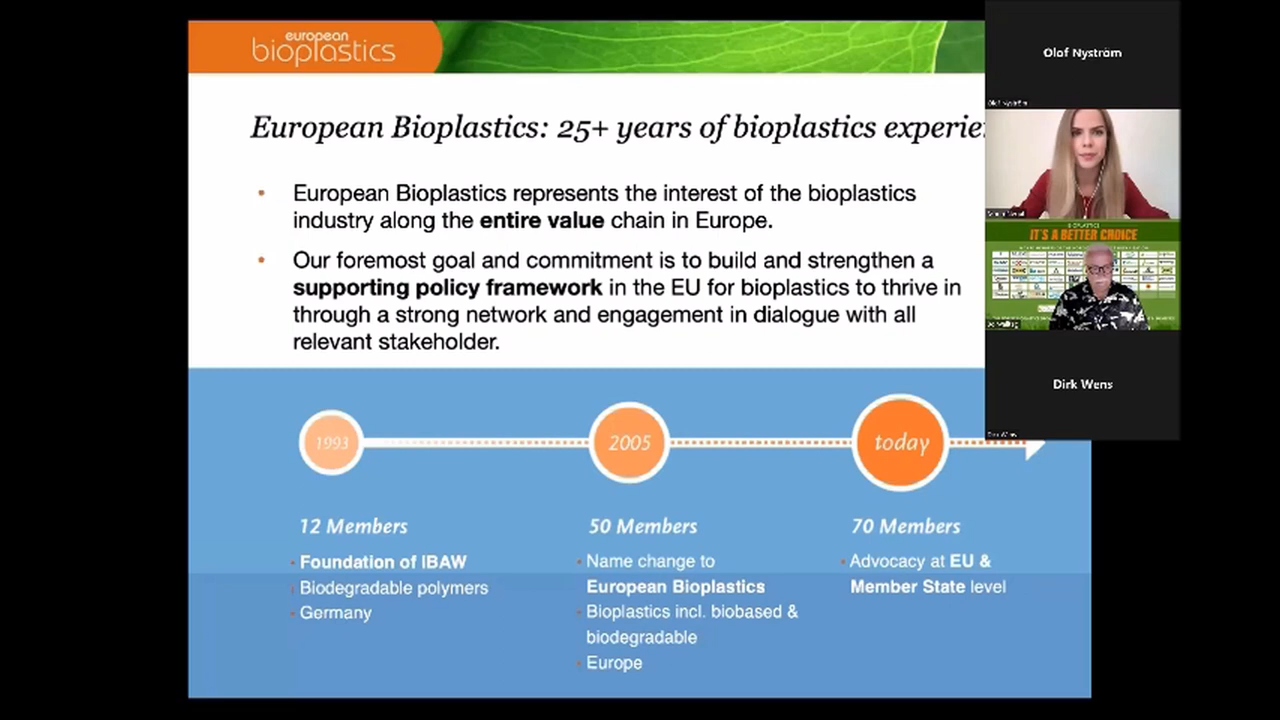 european
bioplastics
European Bioplastics: 25+ years of bioplastics experie
• European Bioplastics represents the interest of the bioplastics
industry along the entire value chain in Europe.
• Our foremost goal and commitment is to build and strengthen a
supporting policy framework in the EU for bioplastics to thrive in
through a strong network and engagement in dialogue with all
relevant stakeholder.
1993
2005
today
12 Members
Foundation of IBAW
Biodegradable polymers
Germany
50 Members
Name change to
European Bioplastics
Bioplastics incl. biobased &
biodegradable
Europe
70 Members
Advocacy at EU &
Member State level
Olof Nyström
Olof Nyström
BIOPLASTICS
IT'S A BETTER CHOICE
Dirk Wens
Dirk Wens